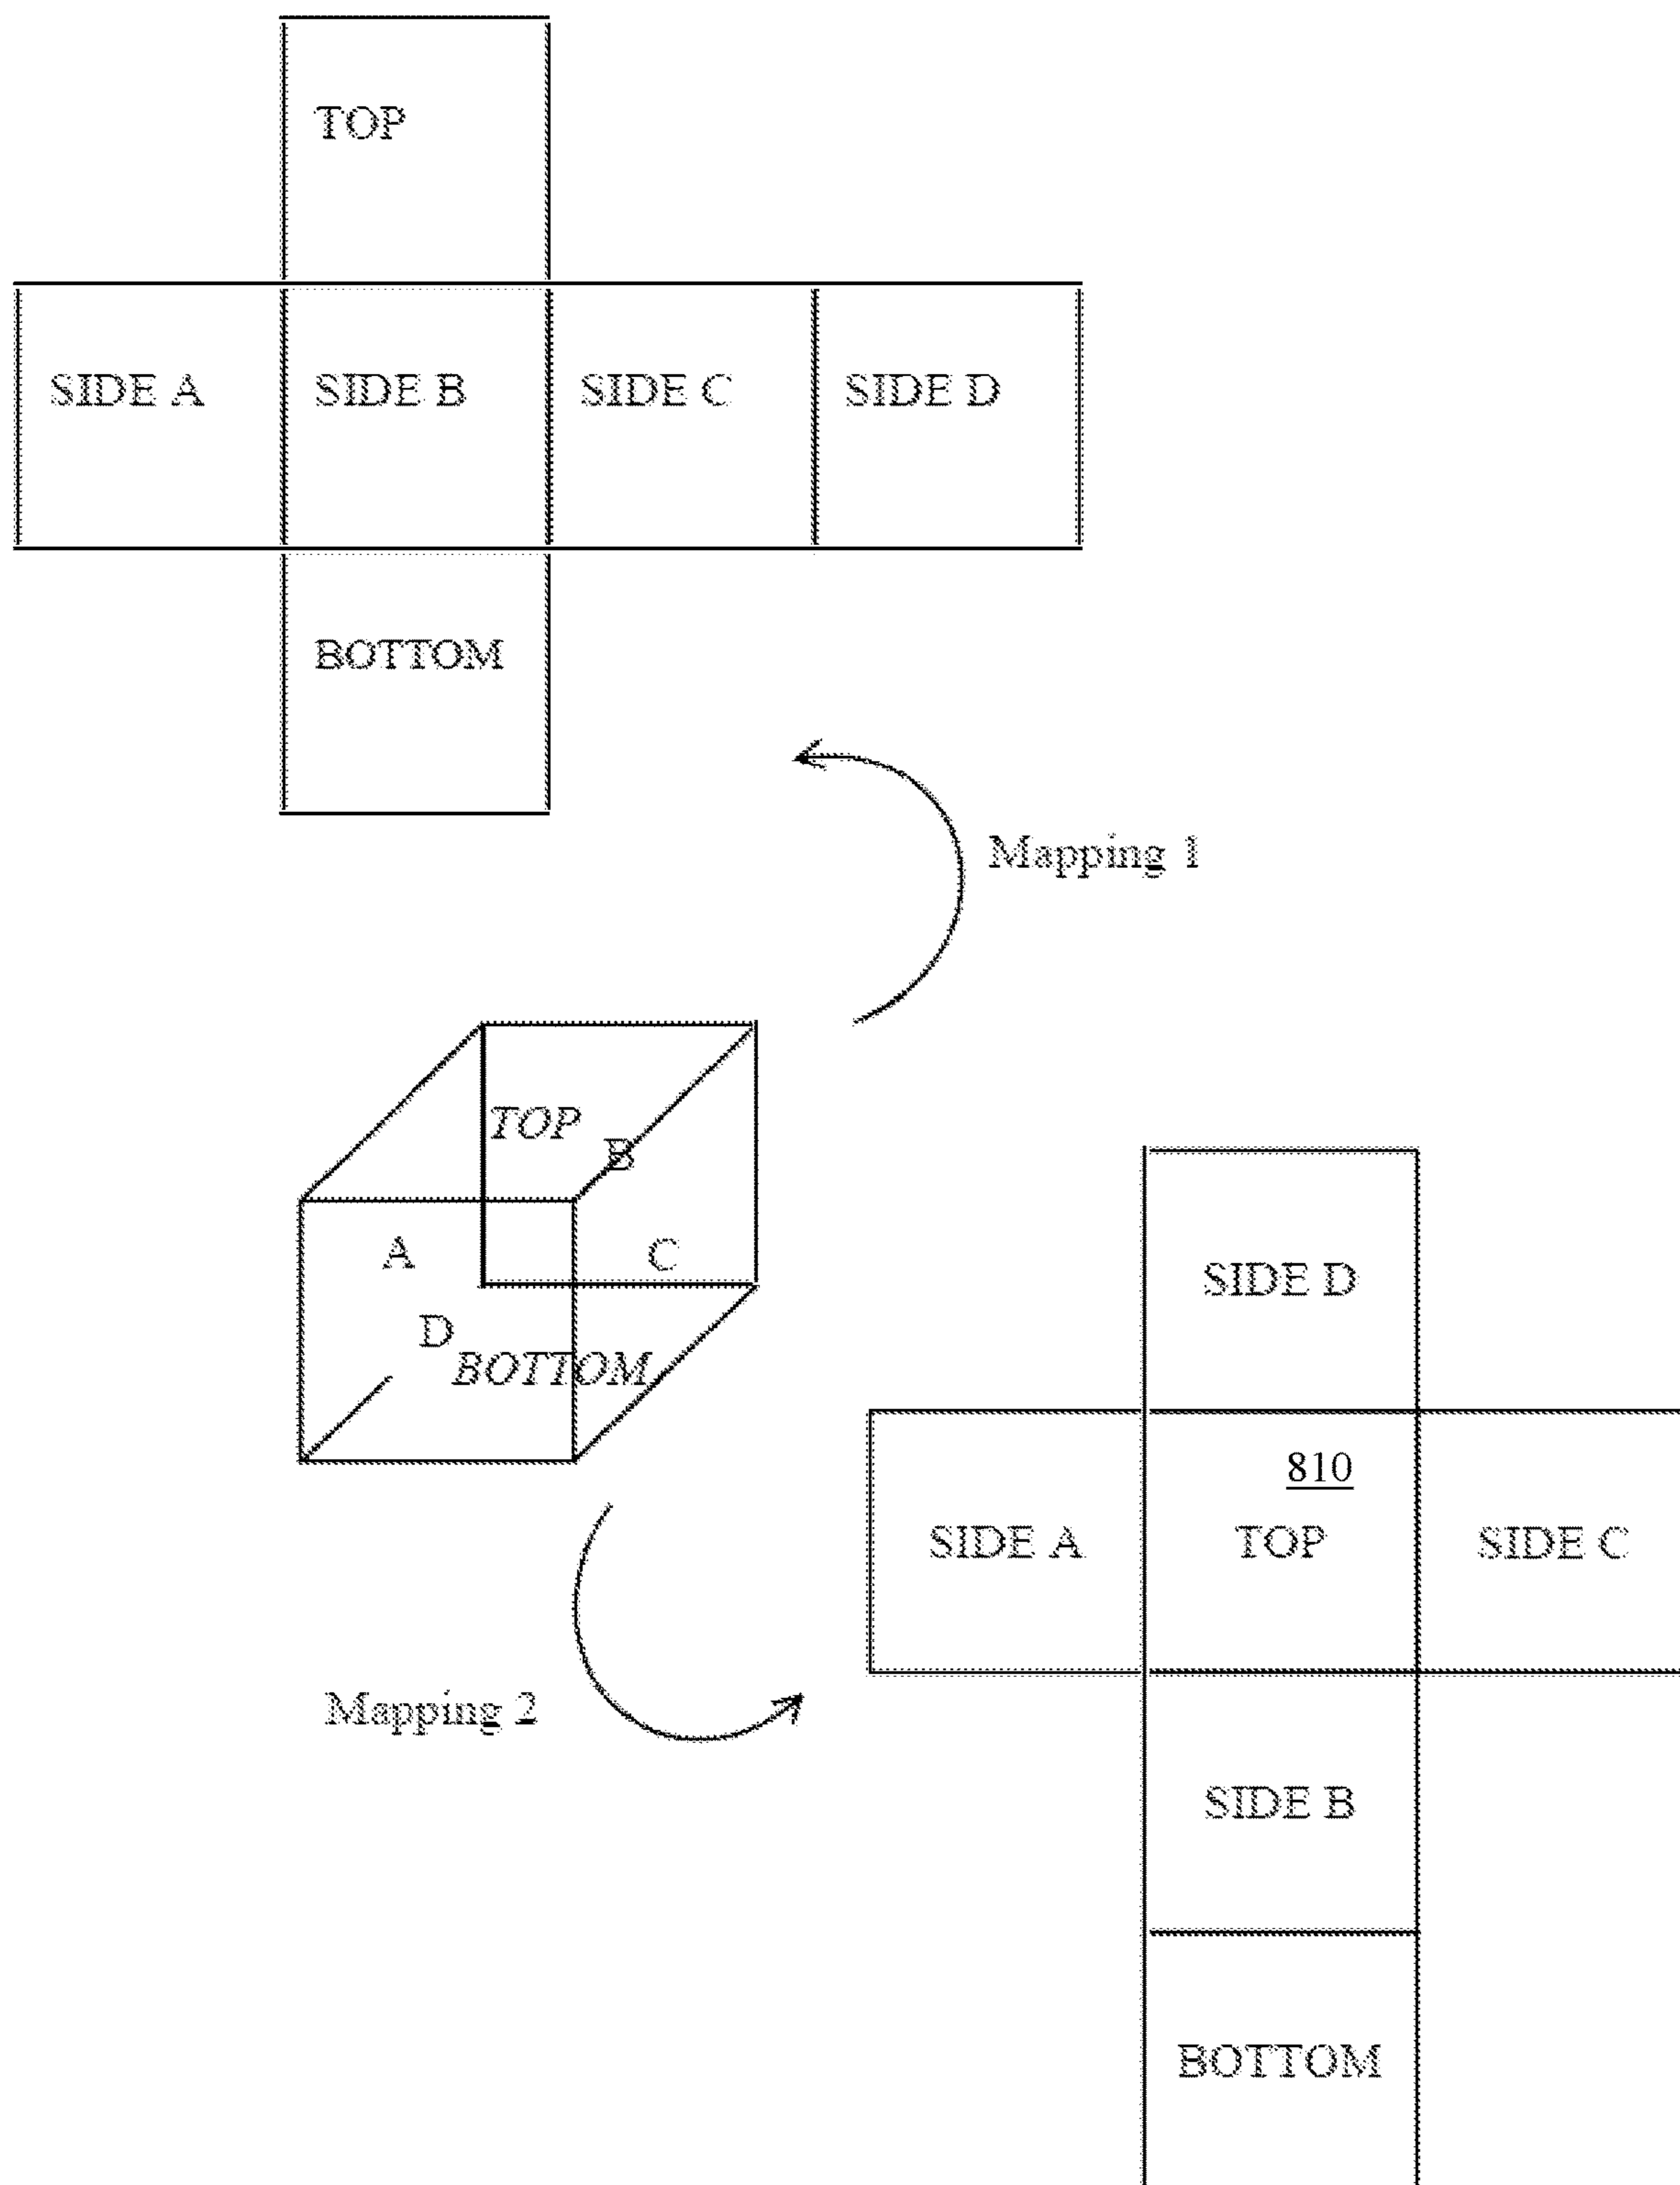 TOP
SIDE A SIDE B SIDE C SIDE D
BOTTOM
Mapping 1
TOP
B
A
C
D
BOTTOM
SIDE D
810
SIDE A TOP SIDE C
Mapping 2
SIDE B
BOTTOM